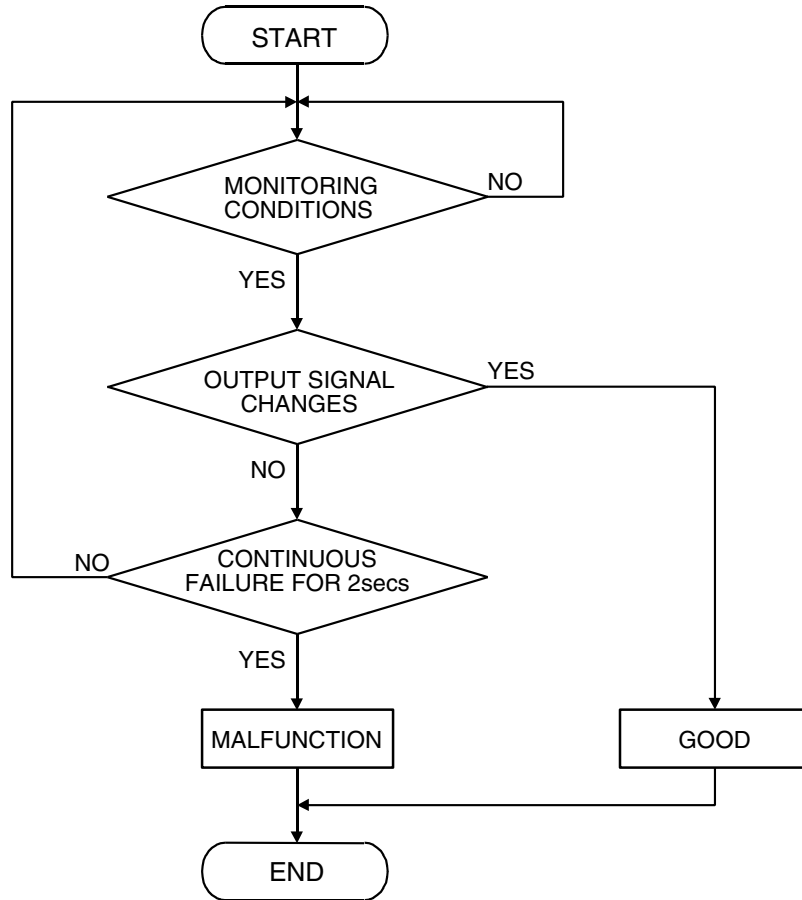 START
MONITORING
CONDITIONS
NO
YES
OUTPUT SIGNAL
CHANGES
YES
NO
CONTINUOUS
FAILURE FOR 2secs
NO
YES
MALFUNCTION
GOOD
END